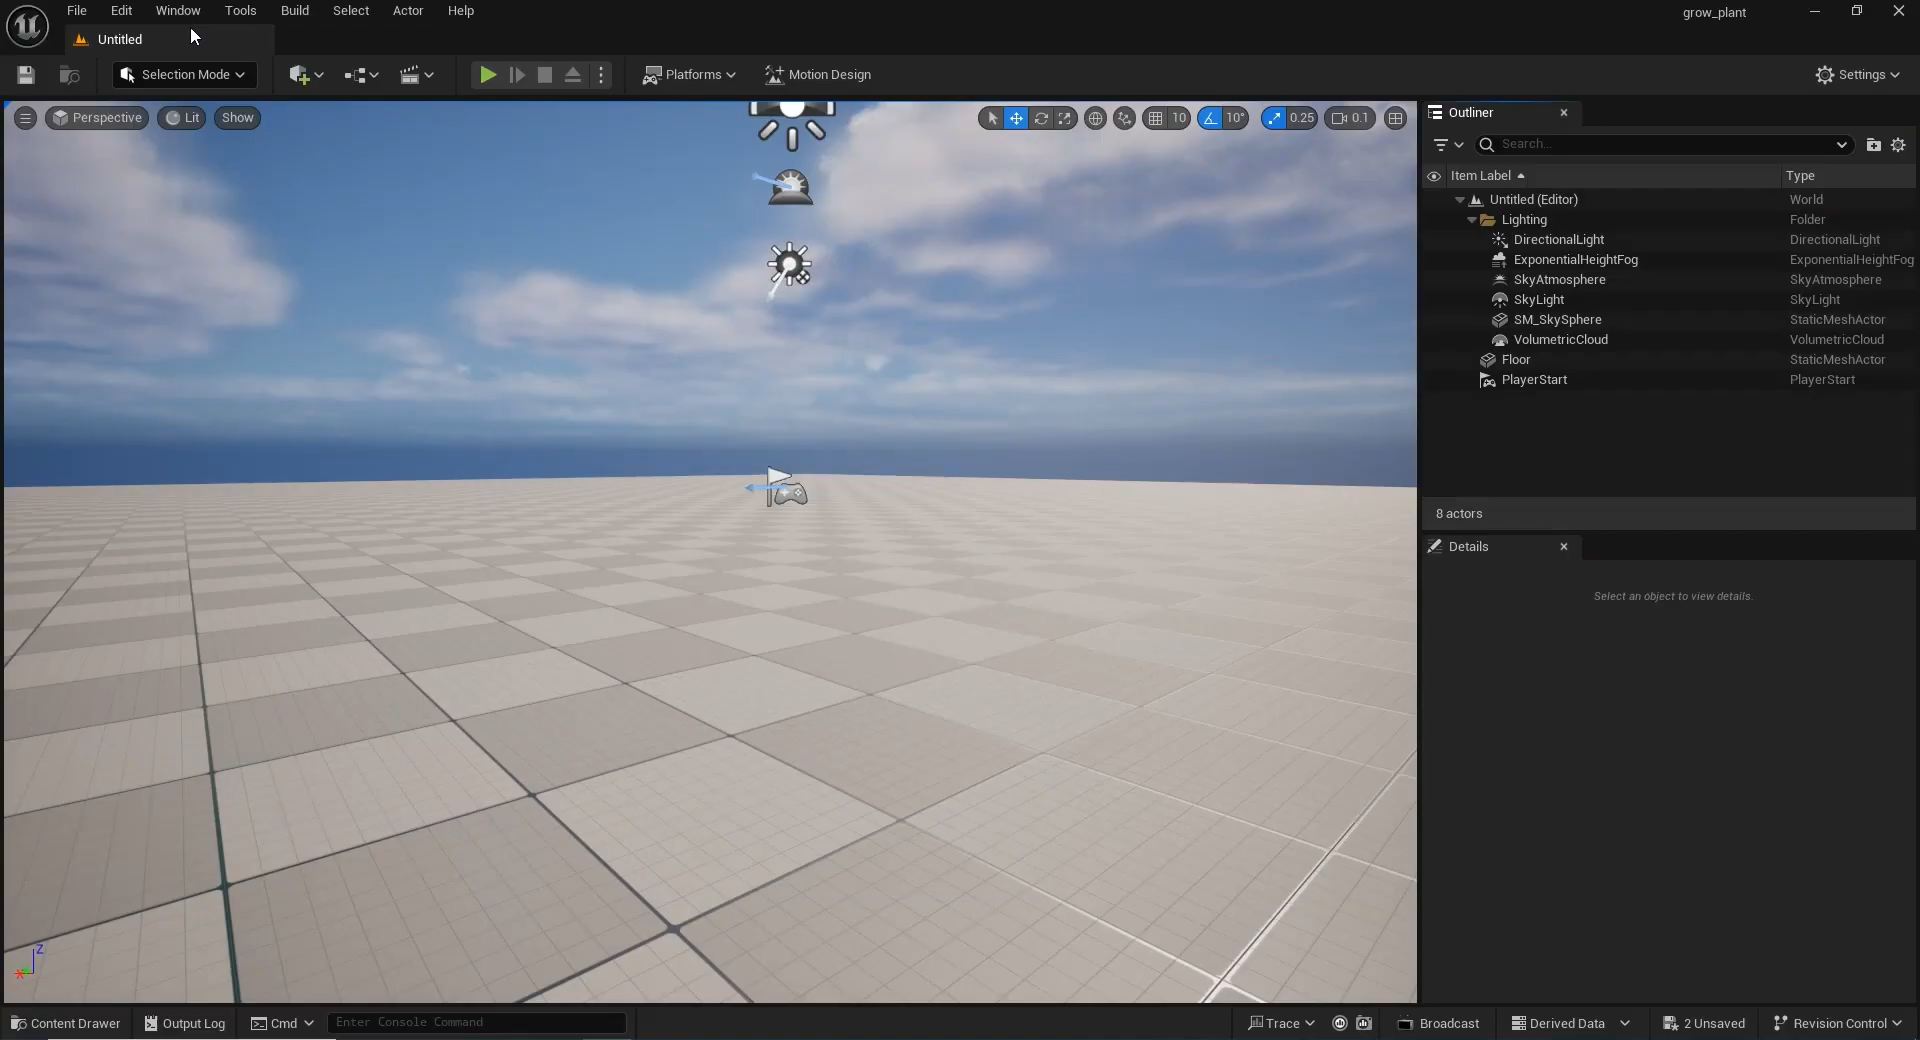 File Edit Window Tools Build Select Actor Help
grow_plant
Untitled
Selection Mode
Platforms
Motion Design
Settings
Perspective
Lit
Show
10
10°
0.25
0.1
Outliner
Search...
Item Label Type
Untitled (Editor) World
Lighting Folder
DirectionalLight DirectionalLight
ExponentialHeightFog ExponentialHeightFog
SkyAtmosphere SkyAtmosphere
SkyLight SkyLight
SM_SkySphere StaticMeshActor
VolumetricCloud VolumetricCloud
Floor StaticMeshActor
PlayerStart PlayerStart
8 actors
Details
Select an object to view details.
Z
X
Content Drawer
Output Log
Cmd
Enter Console Command
Trace
Broadcast
Derived Data
2 Unsaved
Revision Control